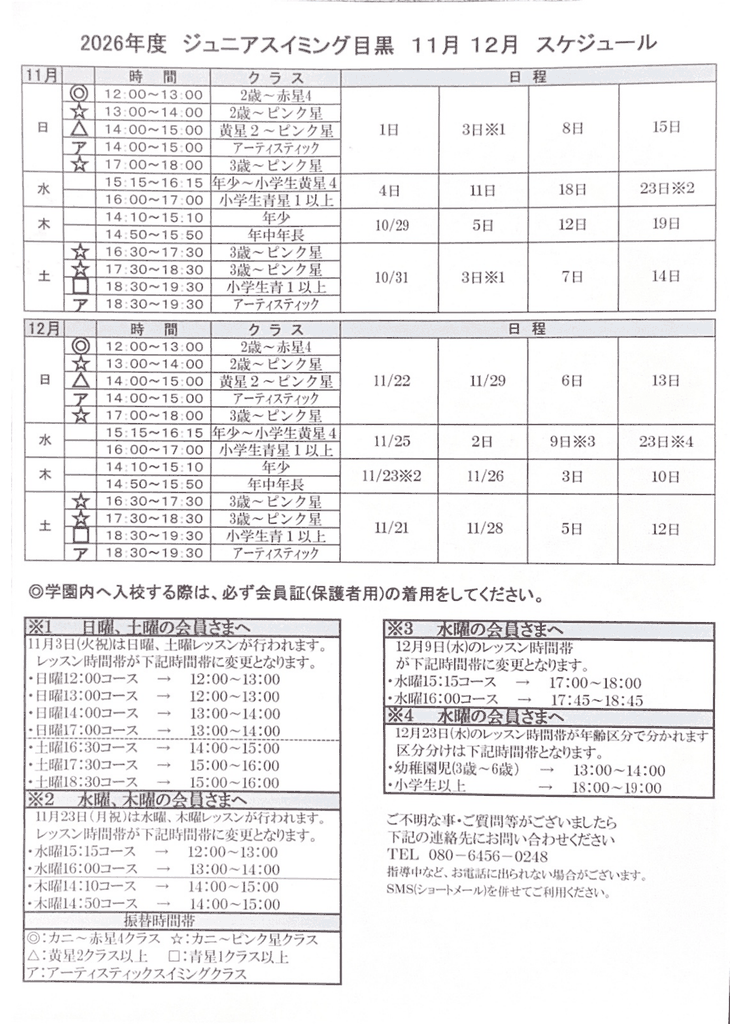 2026年度 ジュニアスイミング目黒 11月 12月 スケジュール
11月 時間 クラス 日程
日 1日 3日※1 8日 15日
◎ 12:00～13:00 2歳～赤星4
☆ 13:00～14:00 2歳～ピンク星
△ 14:00～15:00 黄星2～ピンク星
ア 14:00～15:00 アーティスティック
☆ 17:00～18:00 3歳～ピンク星
水 4日 11日 18日 23日※2
15:15～16:15 年少～小学生黄星4
16:00～17:00 小学生青星1以上
木 10/29 5日 12日 19日
14:10～15:10 年少
14:50～15:50 年中年長
土 10/31 3日※1 7日 14日
☆ 16:30～17:30 3歳～ピンク星
☆ 17:30～18:30 3歳～ピンク星
□ 18:30～19:30 小学生青1以上
ア 18:30～19:30 アーティスティック
12月 時間 クラス 日程
日 11/22 11/29 6日 13日
◎ 12:00～13:00 2歳～赤星4
☆ 13:00～14:00 2歳～ピンク星
△ 14:00～15:00 黄星2～ピンク星
ア 14:00～15:00 アーティスティック
☆ 17:00～18:00 3歳～ピンク星
水 11/25 2日 9日※3 23日※4
15:15～16:15 年少～小学生黄星4
16:00～17:00 小学生青星1以上
木 11/23※2 11/26 3日 10日
14:10～15:10 年少
14:50～15:50 年中年長
土 11/21 11/28 5日 12日
☆ 16:30～17:30 3歳～ピンク星
☆ 17:30～18:30 3歳～ピンク星
□ 18:30～19:30 小学生青1以上
ア 18:30～19:30 アーティスティック
◎学園内へ入校する際は、必ず会員証(保護者用)の着用をしてください。
※1 日曜、土曜の会員さまへ
11月3日(火祝)は日曜、土曜レッスンが行われます。
レッスン時間帯が下記時間帯に変更となります。
・日曜12:00コース → 12:00～13:00
・日曜13:00コース → 12:00～13:00
・日曜14:00コース → 13:00～14:00
・日曜17:00コース → 13:00～14:00
・土曜16:30コース → 14:00～15:00
・土曜17:30コース → 15:00～16:00
・土曜18:30コース → 15:00～16:00
※2 水曜、木曜の会員さまへ
11月23日(月祝)は水曜、木曜レッスンが行われます。
レッスン時間帯が下記時間帯に変更となります。
・水曜15:15コース → 12:00～13:00
・水曜16:00コース → 13:00～14:00
・木曜14:10コース → 14:00～15:00
・木曜14:50コース → 14:00～15:00
振替時間帯
◎:カニ～赤星4クラス ☆:カニ～ピンク星クラス
△:黄星2クラス以上 □:青星1クラス以上
ア:アーティスティックスイミングクラス
※3 水曜の会員さまへ
12月9日(水)のレッスン時間帯
が下記時間帯に変更となります。
・水曜15:15コース → 17:00～18:00
・水曜16:00コース → 17:45～18:45
※4 水曜の会員さまへ
12月23日(水)のレッスン時間帯が年齢区分で分かれます
区分分けは下記時間帯となります。
・幼稚園児(3歳～6歳) → 13:00～14:00
・小学生以上 → 18:00～19:00
ご不明な事・ご質問等がございましたら
下記の連絡先にお問い合わせください
TEL 080－6456－0248
指導中など、お電話に出られない場合がございます。
SMS(ショートメール)を併せてご利用ください。